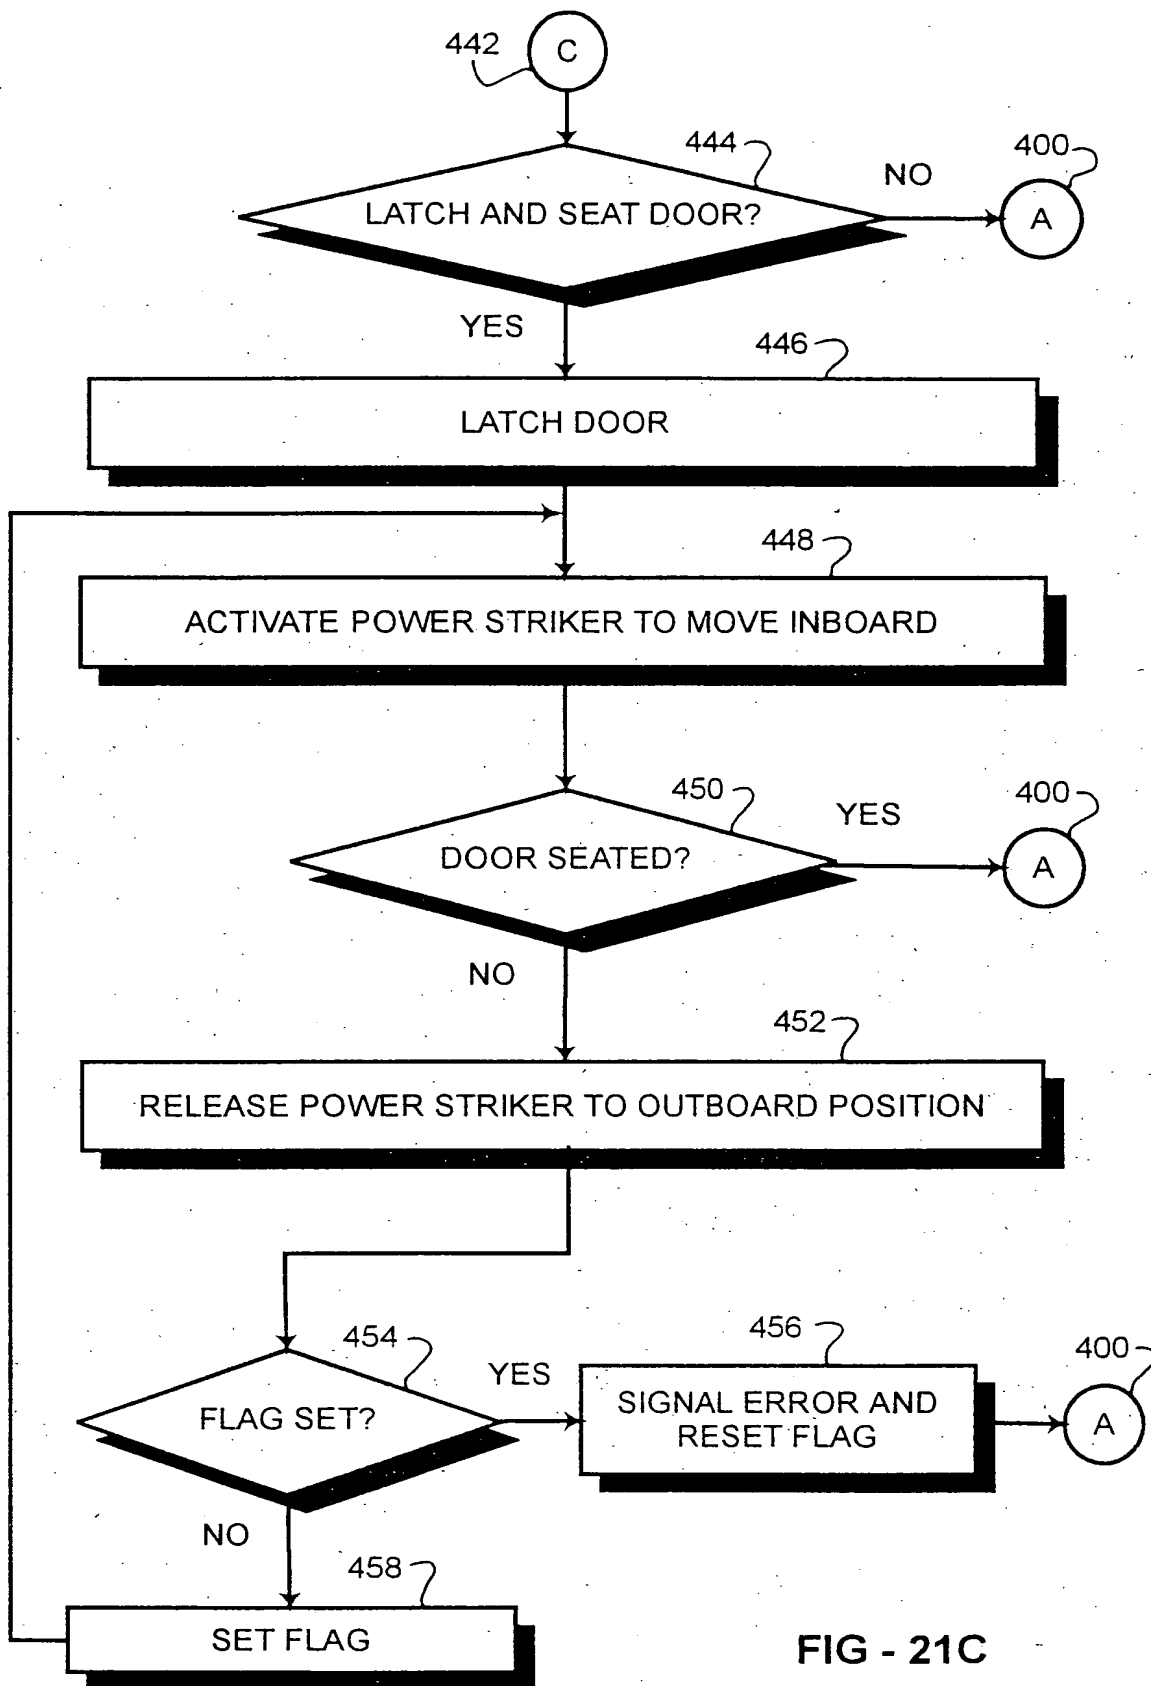 442
C
444
400
NO
LATCH AND SEAT DOOR?
A
YES
446
LATCH DOOR
448
ACTIVATE POWER STRIKER TO MOVE INBOARD
450
400
YES
DOOR SEATED?
A
NO
452
RELEASE POWER STRIKER TO OUTBOARD POSITION
454
456
400
YES
FLAG SET?
SIGNAL ERROR AND
RESET FLAG
A
NO
458
SET FLAG
FIG - 21C